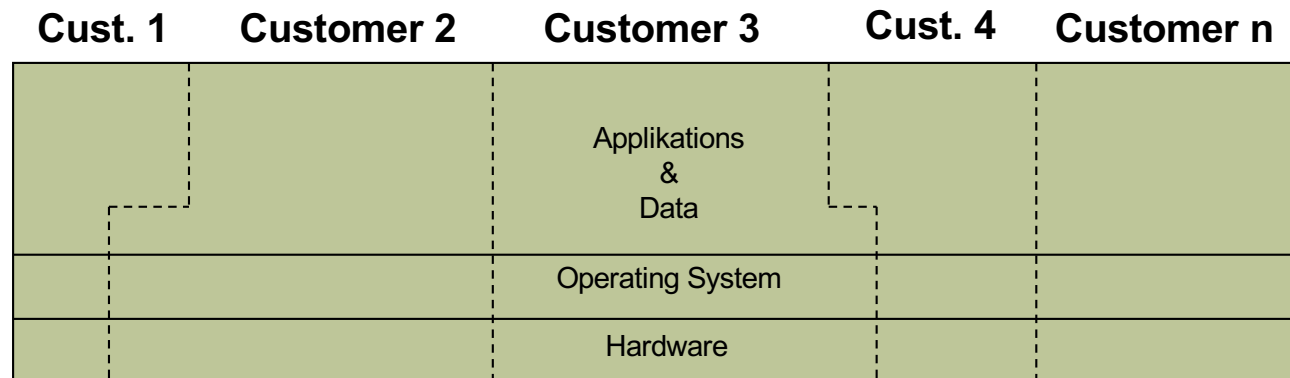 Cust. 1 Customer 2 Customer 3 Cust. 4 Customer n
Applikations
&
Data
Operating System
Hardware